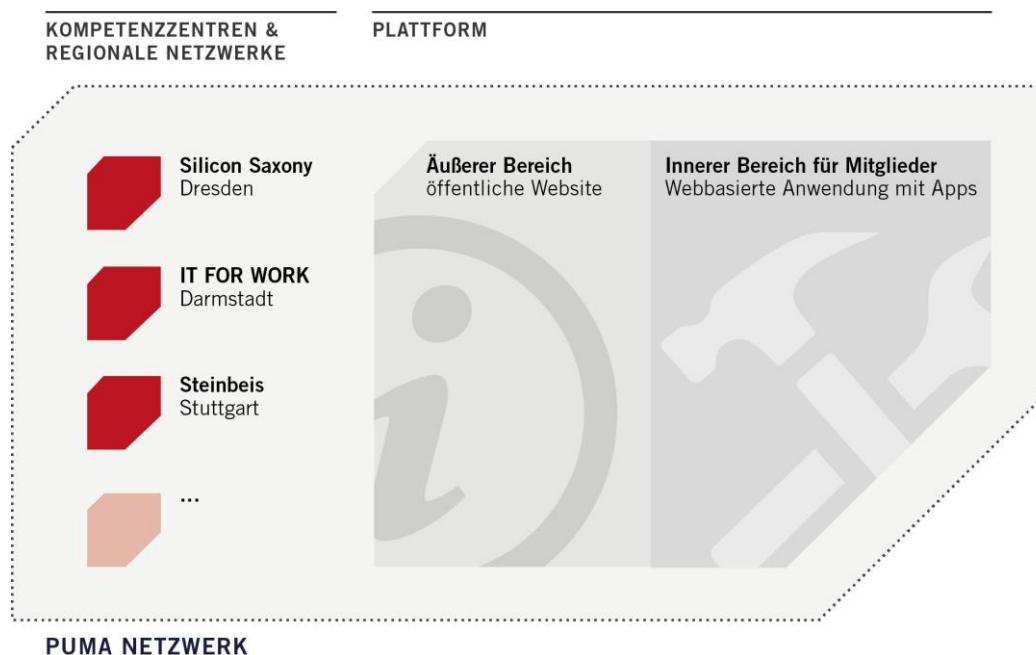 KOMPETENZZENTREN &
REGIONALE NETZWERKE
PLATTFORM
Silicon Saxony
Dresden
IT FOR WORK
Darmstadt
Steinbeis
Stuttgart
...
Äußerer Bereich
öffentliche Website
Innerer Bereich für Mitglieder
Webbasierte Anwendung mit Apps
PUMA NETZWERK